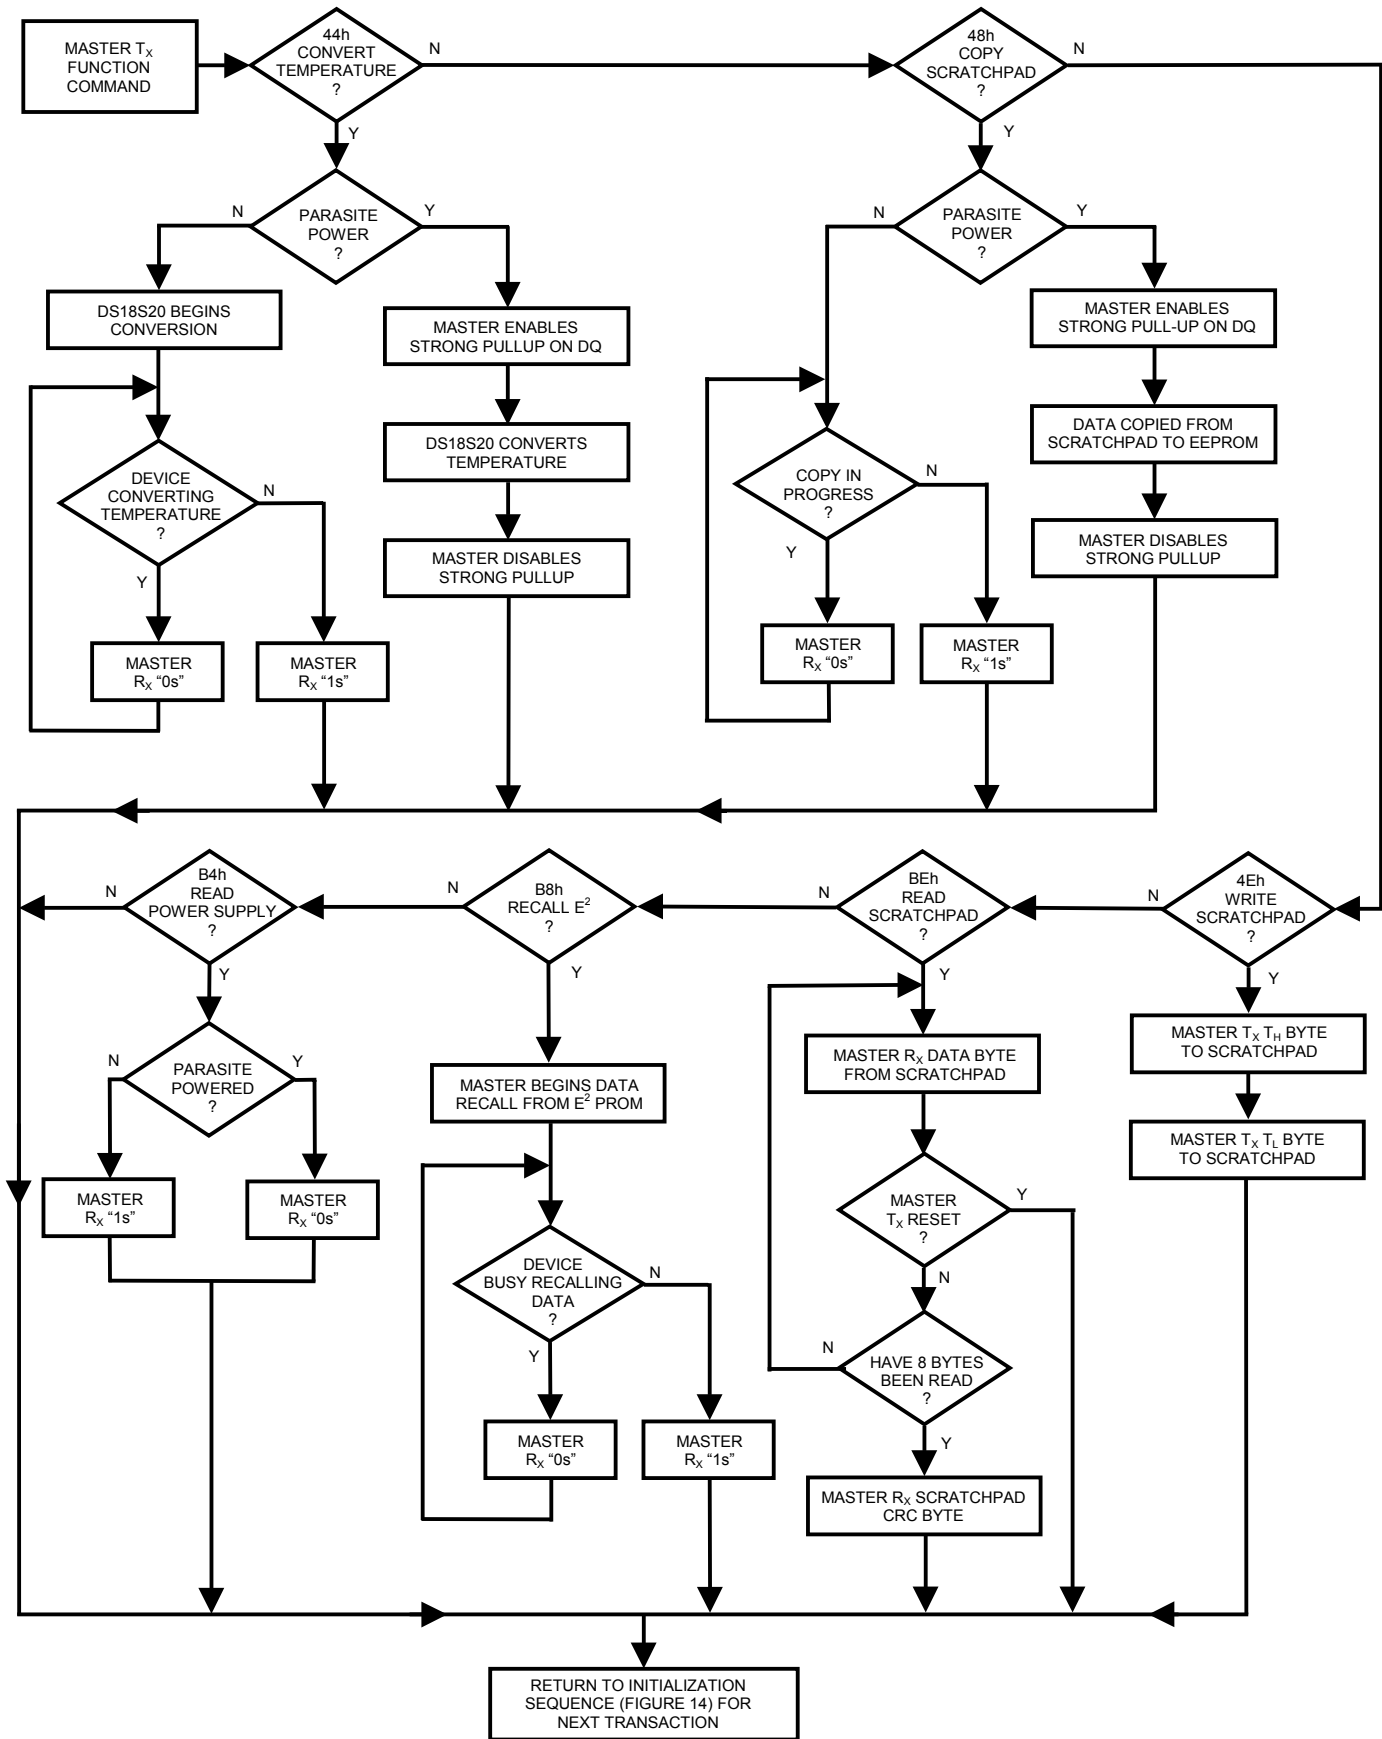 MASTER TX
FUNCTION
COMMAND
44h
CONVERT
TEMPERATURE
?
N
Y
48h
COPY
SCRATCHPAD
?
N
Y
PARASITE
POWER
?
N
Y
PARASITE
POWER
?
N
Y
DS18S20 BEGINS
CONVERSION
MASTER ENABLES
STRONG PULLUP ON DQ
MASTER ENABLES
STRONG PULL-UP ON DQ
DS18S20 CONVERTS
TEMPERATURE
DATA COPIED FROM
SCRATCHPAD TO EEPROM
DEVICE
CONVERTING
TEMPERATURE
?
N
Y
COPY IN
PROGRESS
?
N
Y
MASTER DISABLES
STRONG PULLUP
MASTER DISABLES
STRONG PULLUP
MASTER
RX “0s”
MASTER
RX “1s”
MASTER
RX “0s”
MASTER
RX “1s”
B4h
READ
POWER SUPPLY
?
N
Y
B8h
RECALL E2
?
N
Y
BEh
READ
SCRATCHPAD
?
N
Y
4Eh
WRITE
SCRATCHPAD
?
N
Y
PARASITE
POWERED
?
N
Y
MASTER BEGINS DATA
RECALL FROM E2 PROM
MASTER RX DATA BYTE
FROM SCRATCHPAD
MASTER TX TH BYTE
TO SCRATCHPAD
MASTER TX TL BYTE
TO SCRATCHPAD
MASTER
RX “1s”
MASTER
RX “0s”
MASTER
TX RESET
?
Y
N
DEVICE
BUSY RECALLING
DATA
?
N
Y
HAVE 8 BYTES
BEEN READ
?
N
Y
MASTER
RX “0s”
MASTER
RX “1s”
MASTER RX SCRATCHPAD
CRC BYTE
RETURN TO INITIALIZATION
SEQUENCE (FIGURE 14) FOR
NEXT TRANSACTION